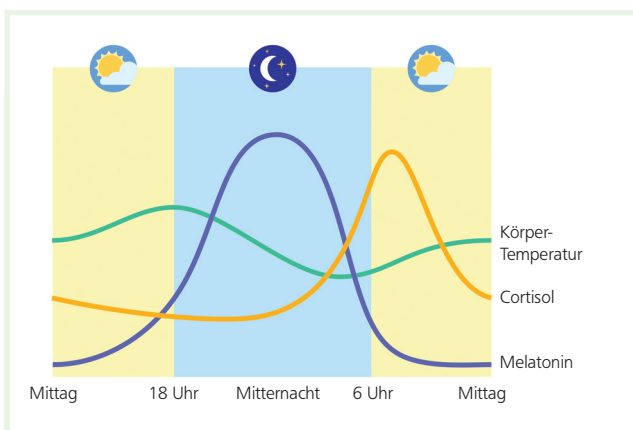 Körper-
Temperatur
Cortisol
Melatonin
Mittag 18 Uhr Mitternacht 6 Uhr Mittag